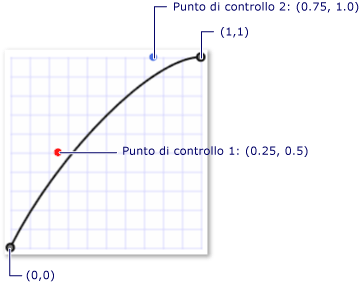 Punto di controllo 2: (0.75, 1.0)
(1,1)
Punto di controllo 1: (0.25, 0.5)
(0,0)